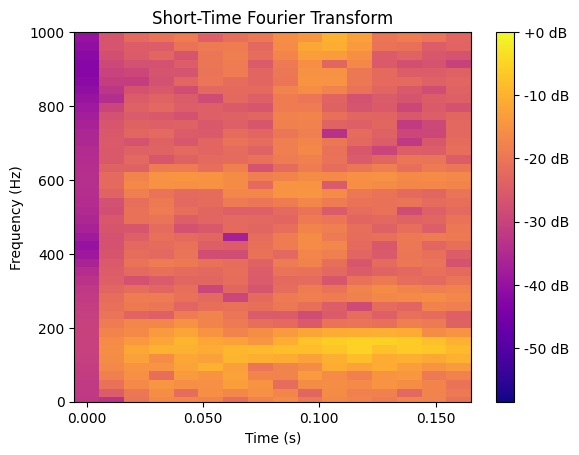 Short-Time Fourier Transform
1000
800
600
400
200
0
Frequency (Hz)
0.000
0.050
0.100
0.150
Time (s)
+0 dB
-10 dB
-20 dB
-30 dB
-40 dB
-50 dB